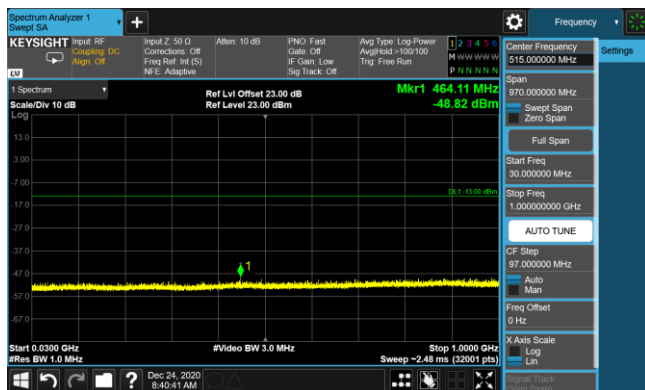 Spectrum Analyzer 1
Swept SA
Frequency
KEYSIGHT
Input: RF
Coupling: DC
Align: Off
Input Z: 50 Ω
Corrections: Off
Freq Ref: Int (S)
NFE: Adaptive
Atten: 10 dB
PNO: Fast
Gate: Off
IF Gain: Low
Sig Track: Off
Avg Type: Log-Power
Avg|Hold:>100/100
Trig: Free Run
1 2 3 4 5 6
M W W W W W
P N N N N N
LXI
1 Spectrum
Scale/Div 10 dB
Log
Ref Lvl Offset 23.00 dB
Ref Level 23.00 dBm
Mkr1 464.11 MHz
-48.82 dBm
13.0
3.00
-7.00
-17.0
-27.0
-37.0
-47.0
-57.0
-67.0
DL1 -13.00 dBm
1
Start 0.0300 GHz
#Res BW 1.0 MHz
#Video BW 3.0 MHz
Stop 1.0000 GHz
Sweep ~2.48 ms (32001 pts)
Dec 24, 2020
8:40:41 AM
Center Frequency
515.000000 MHz
Settings
Span
970.000000 MHz
Swept Span
Zero Span
Full Span
Start Freq
30.000000 MHz
Stop Freq
1.000000000 GHz
AUTO TUNE
CF Step
97.000000 MHz
Auto
Man
Freq Offset
0 Hz
X Axis Scale
Log
Lin
Signal Track
(Span Zoom)